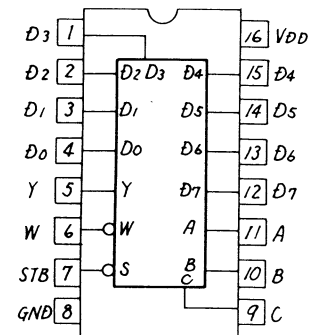 D3 1 16 VDD
D2 2 D2 D3 D4 15 D4
D1 3 D1 D5 14 D5
D0 4 D0 D6 13 D6
Y 5 Y D7 12 D7
W 6 W A 11 A
STB 7 S B 10 B
C
GND 8 9 C